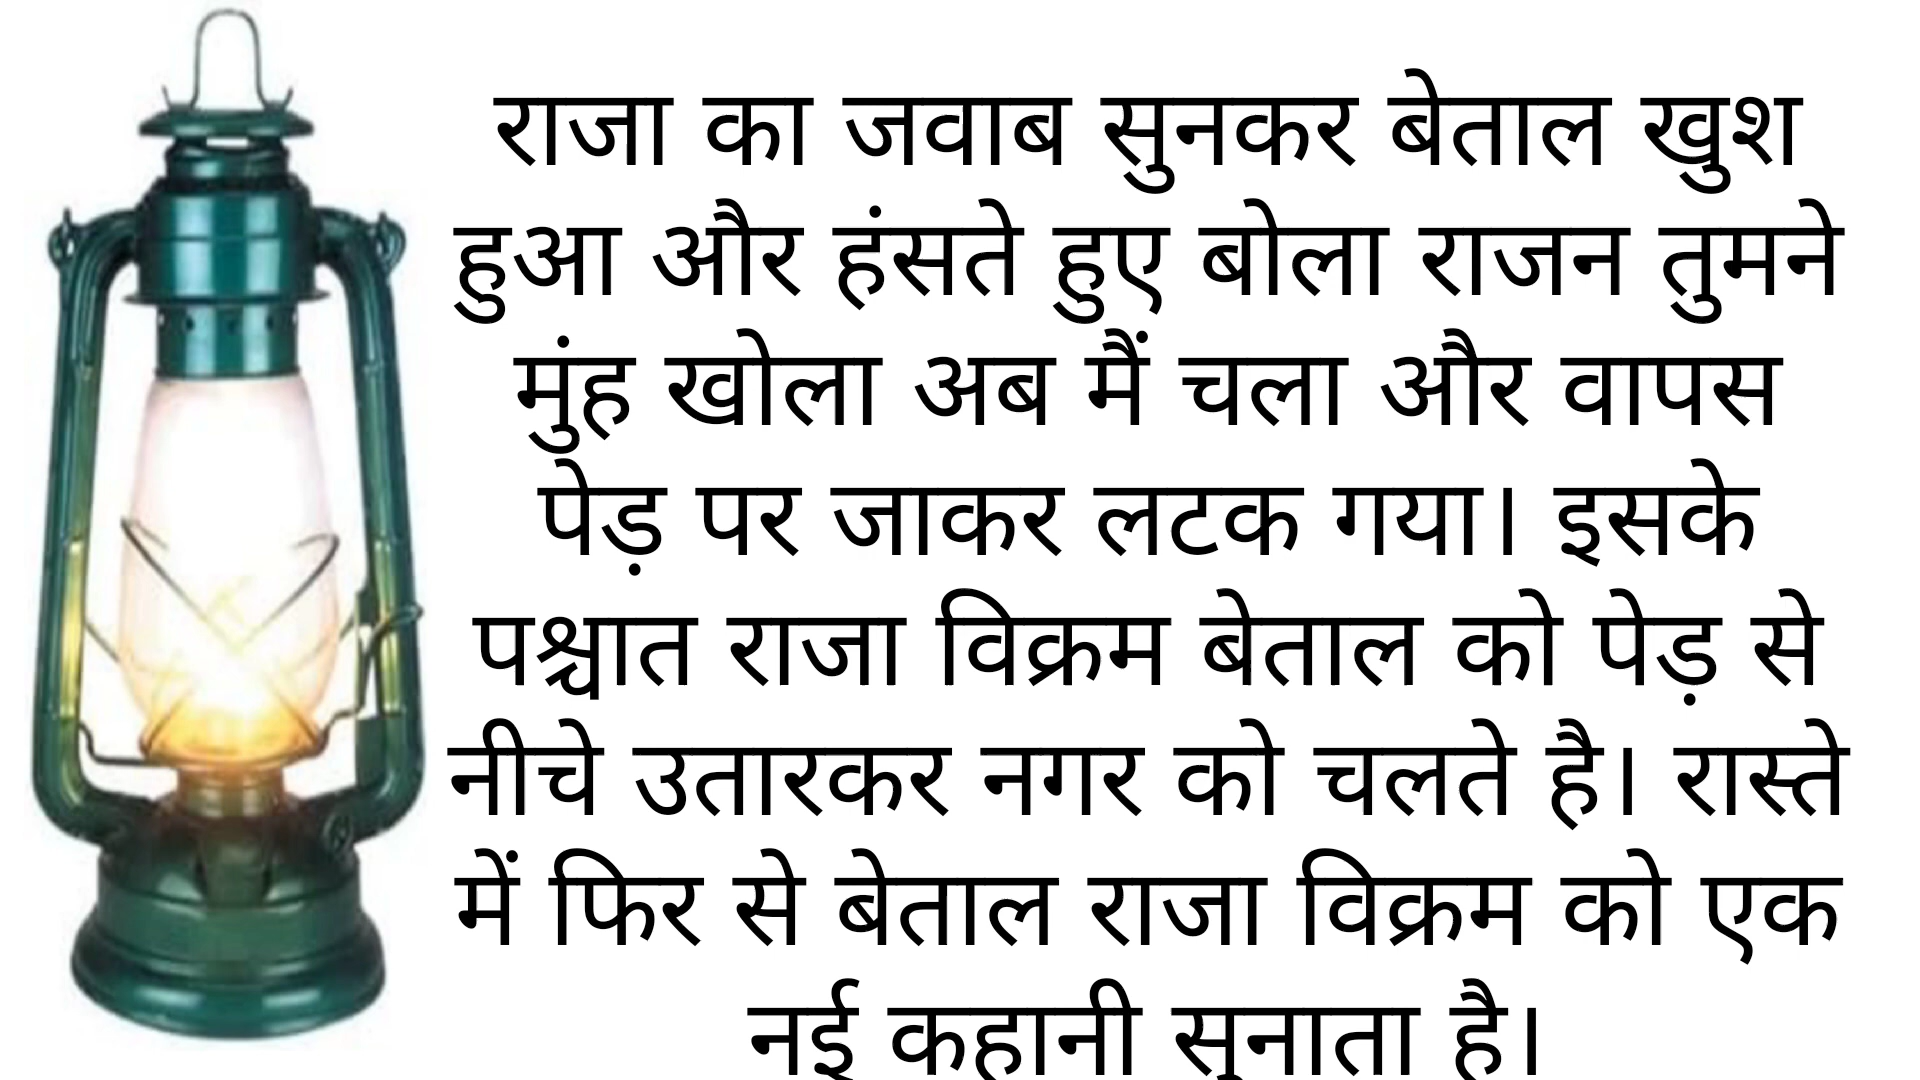 राजा का जवाब सुनकर बेताल खुश
हुआ और हंसते हुए बोला राजन तुमने
मुंह खोला अब मैं चला और वापस
पेड़ पर जाकर लटक गया। इसके
पश्चात राजा विक्रम बेताल को पेड़ से
नीचे उतारकर नगर को चलते है। रास्ते
में फिर से बेताल राजा विक्रम को एक
नई कहानी सुनाता है।